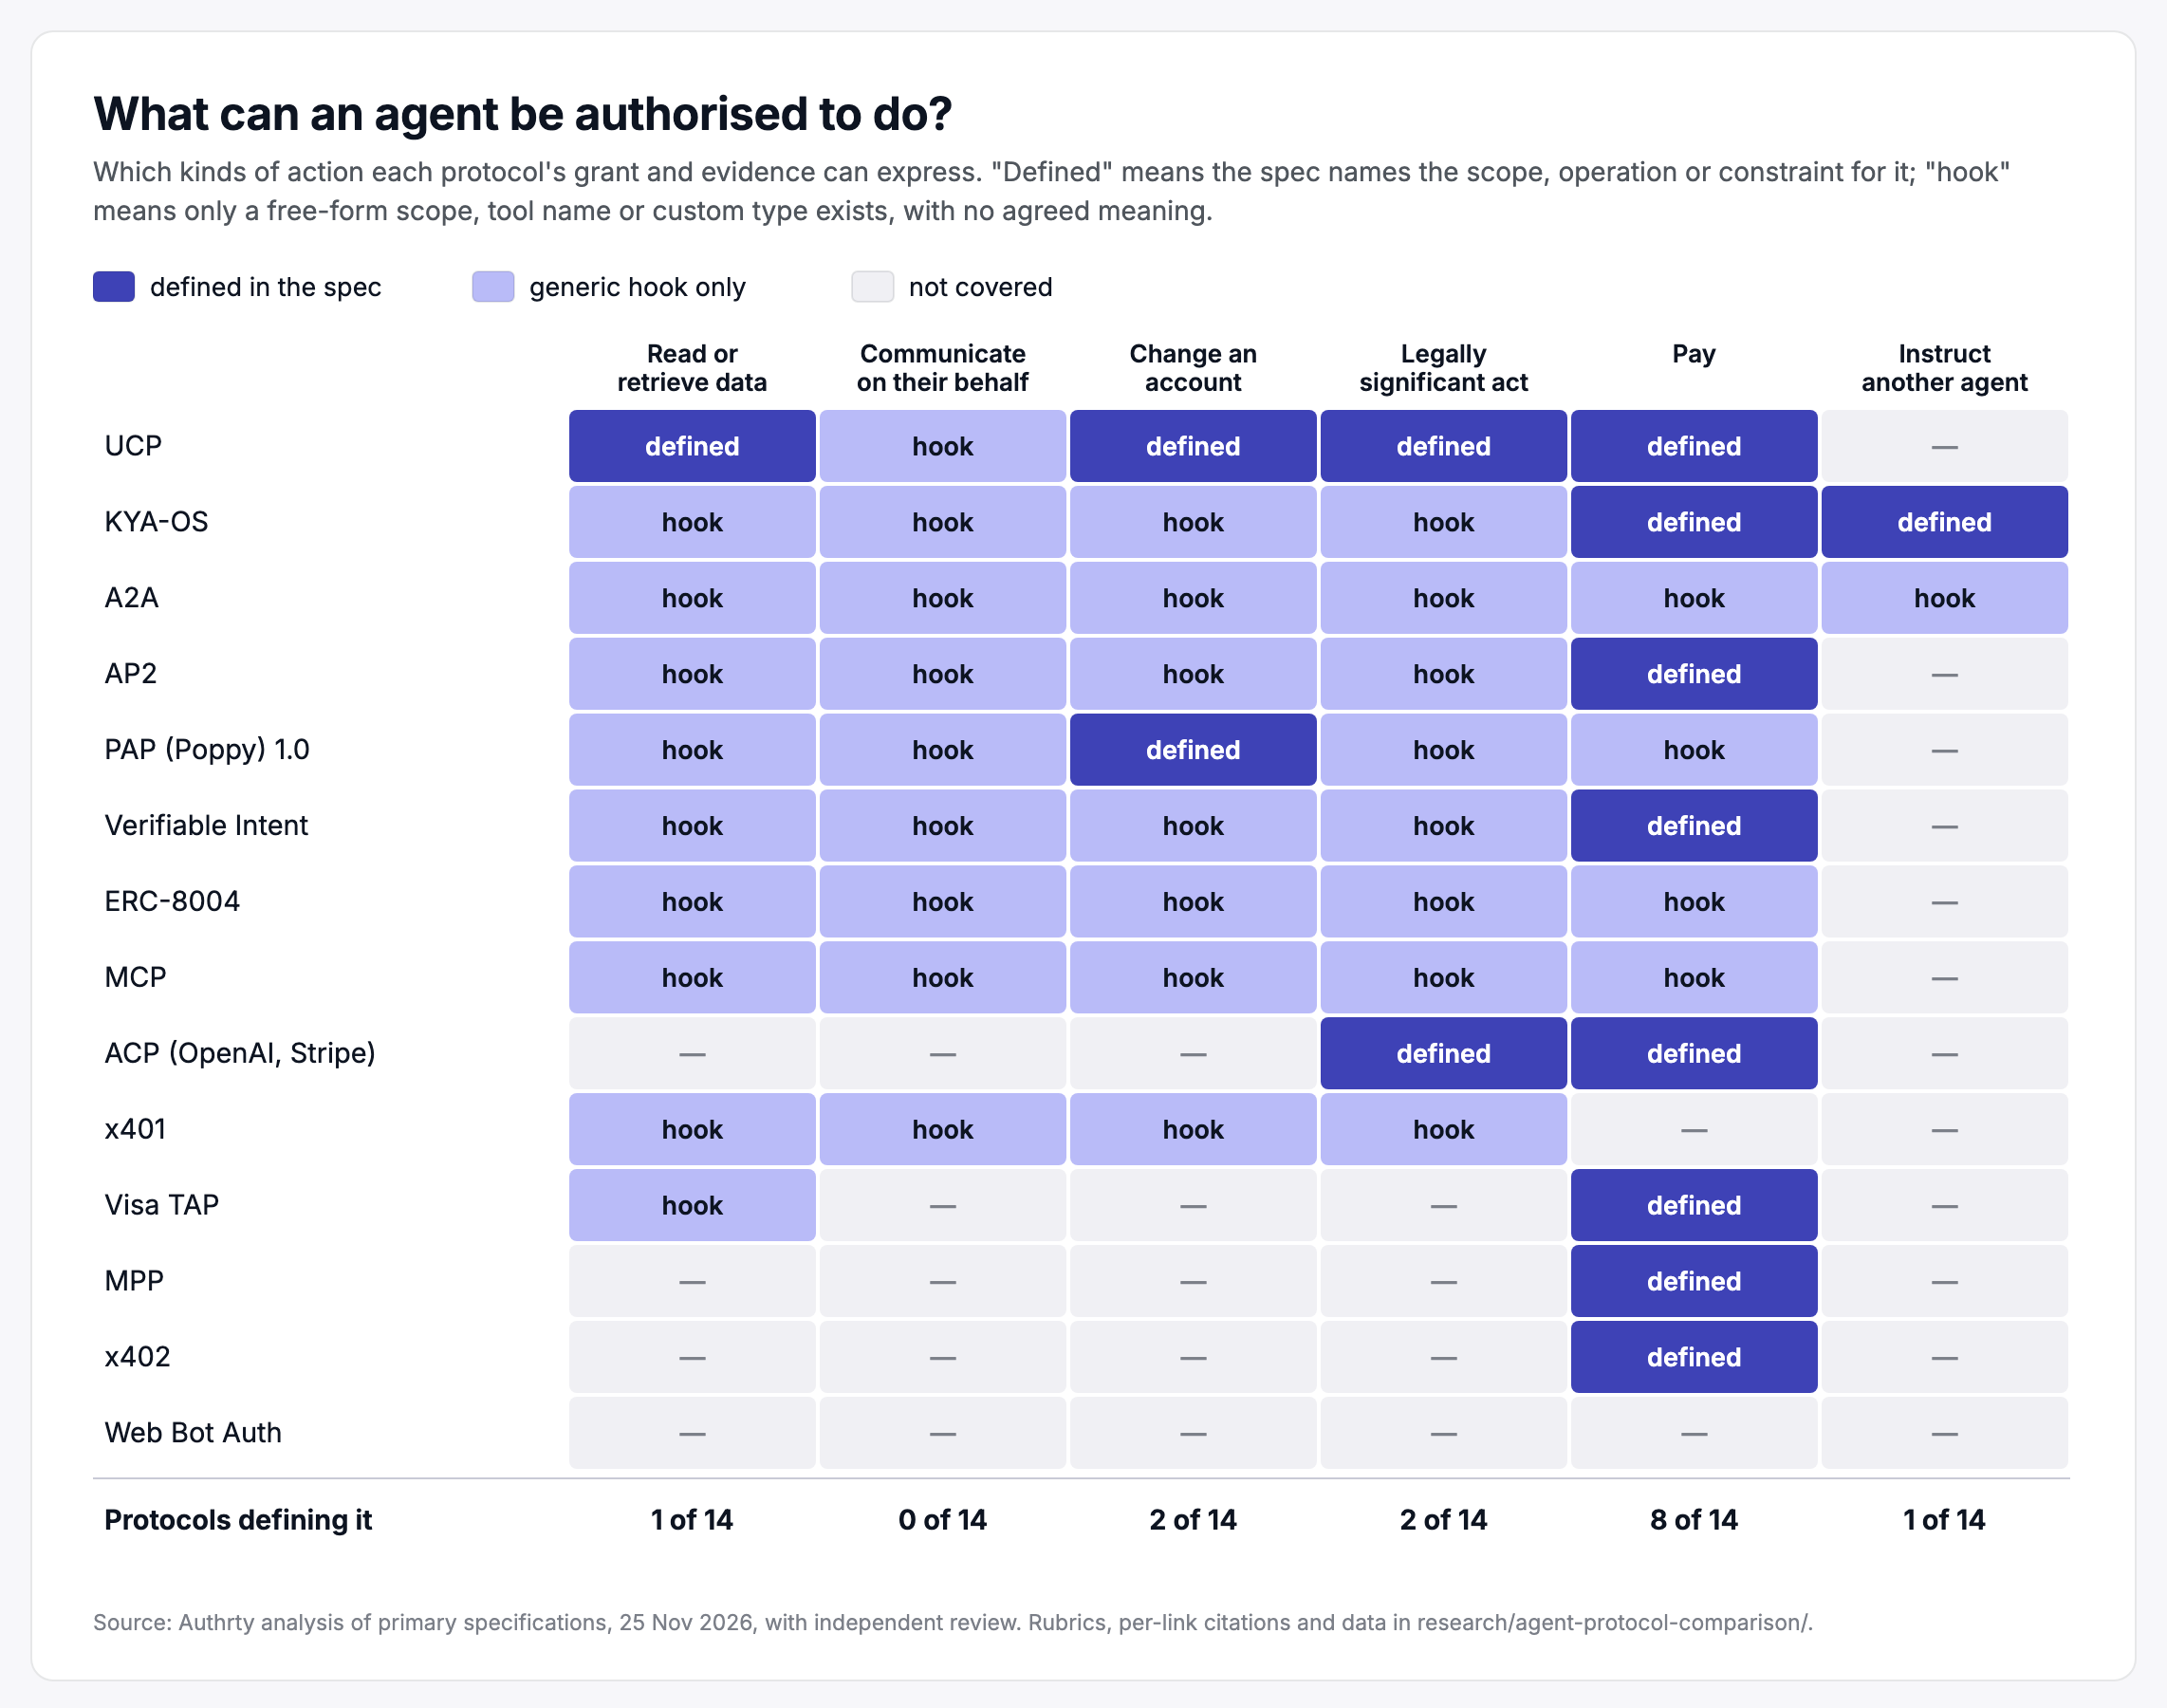 What can an agent be authorised to do?
Which kinds of action each protocol's grant and evidence can express. "Defined" means the spec names the scope, operation or constraint for it; "hook"
means only a free-form scope, tool name or custom type exists, with no agreed meaning.
defined in the spec generic hook only not covered
Read or Communicate Change an Legally Pay Instruct
retrieve data on their behalf account significant act another agent
UCP defined hook defined defined defined —
KYA-OS hook hook hook hook defined defined
A2A hook hook hook hook hook hook
AP2 hook hook hook hook defined —
PAP (Poppy) 1.0 hook hook defined hook hook —
Verifiable Intent hook hook hook hook defined —
ERC-8004 hook hook hook hook hook —
MCP hook hook hook hook hook —
ACP (OpenAI, Stripe) — — — defined defined —
x401 hook hook hook hook — —
Visa TAP hook — — — defined —
MPP — — — — defined —
x402 — — — — defined —
Web Bot Auth — — — — — —
Protocols defining it 1 of 14 0 of 14 2 of 14 2 of 14 8 of 14 1 of 14
Source: Authrty analysis of primary specifications, 25 Nov 2026, with independent review. Rubrics, per-link citations and data in research/agent-protocol-comparison/.